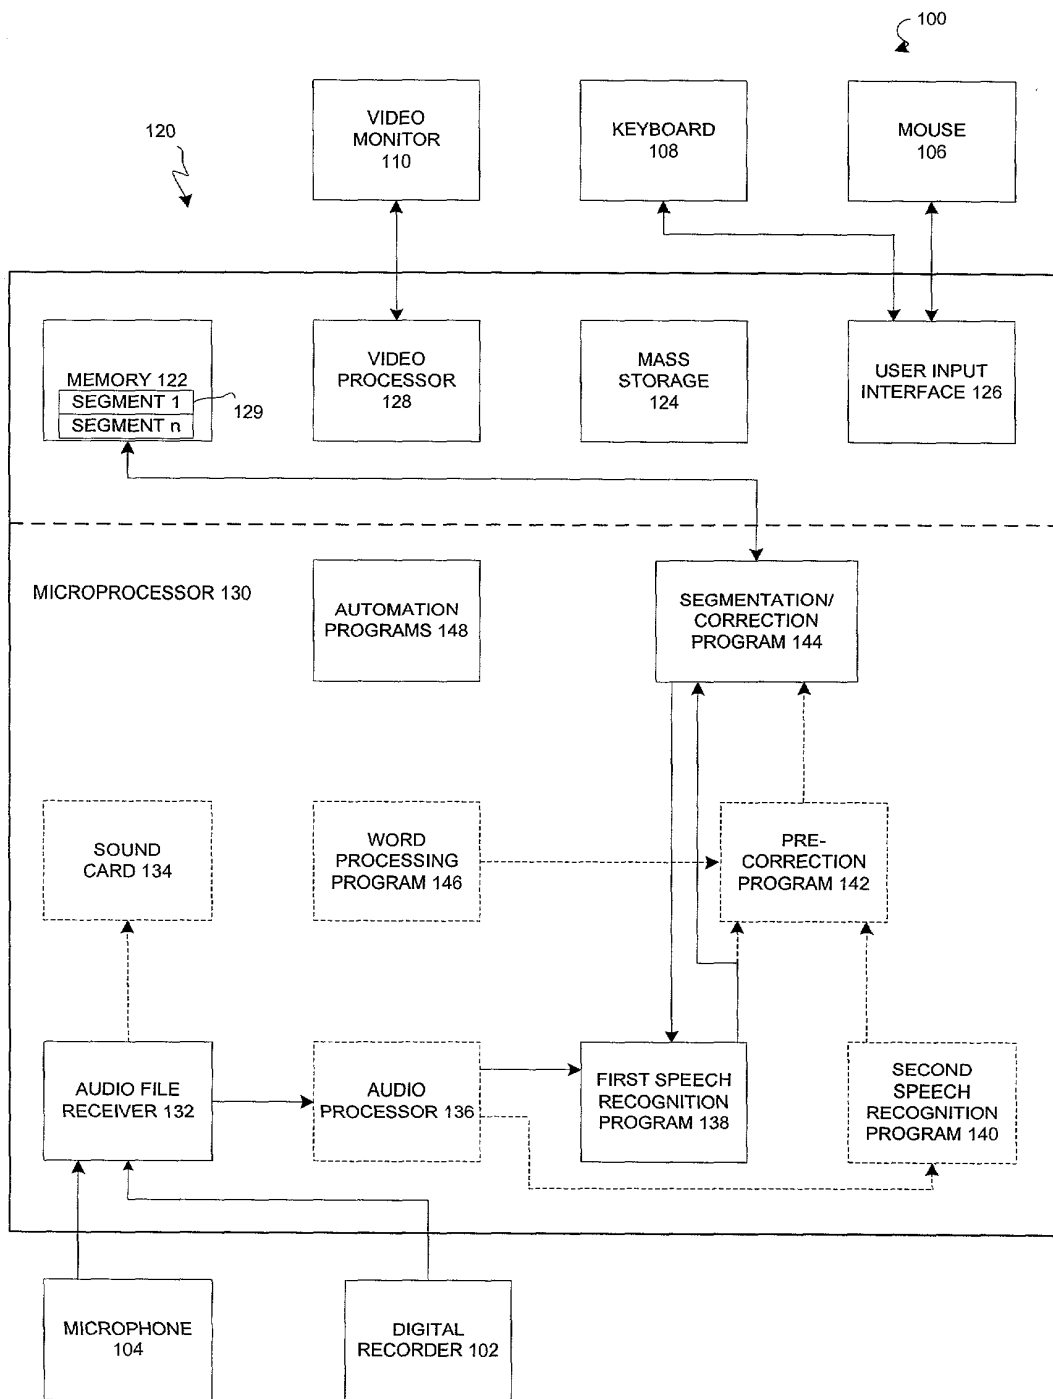 100
120
VIDEO
MONITOR
110
KEYBOARD
108
MOUSE
106
MEMORY 122
SEGMENT 1
SEGMENT n
129
VIDEO
PROCESSOR
128
MASS
STORAGE
124
USER INPUT
INTERFACE 126
MICROPROCESSOR 130
AUTOMATION
PROGRAMS 148
SEGMENTATION/
CORRECTION
PROGRAM 144
SOUND
CARD 134
WORD
PROCESSING
PROGRAM 146
PRE-
CORRECTION
PROGRAM 142
AUDIO FILE
RECEIVER 132
AUDIO
PROCESSOR 136
FIRST SPEECH
RECOGNITION
PROGRAM 138
SECOND
SPEECH
RECOGNITION
PROGRAM 140
MICROPHONE
104
DIGITAL
RECORDER 102